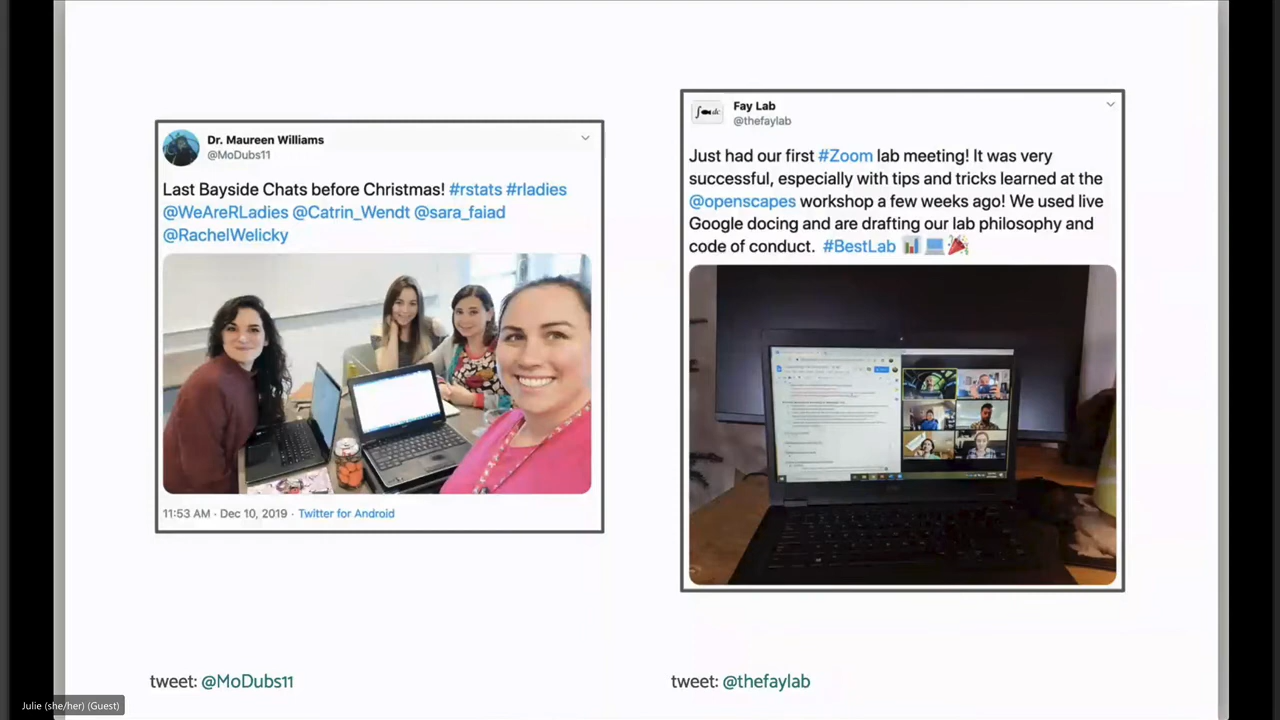 Dr. Maureen Williams
@MoDubs11
Last Bayside Chats before Christmas! #rstats #rladies
@WeAreRLadies @Catrin_Wendt @sara_faiad
@RachelWelicky
11:53 AM · Dec 10, 2019 · Twitter for Android
tweet: @MoDubs11
Fay Lab
@thefaylab
Just had our first #Zoom lab meeting! It was very
successful, especially with tips and tricks learned at the
@openscapes workshop a few weeks ago! We used live
Google docing and are drafting our lab philosophy and
code of conduct. #BestLab 📊💻🎉
tweet: @thefaylab
Julie (she/her) (Guest)